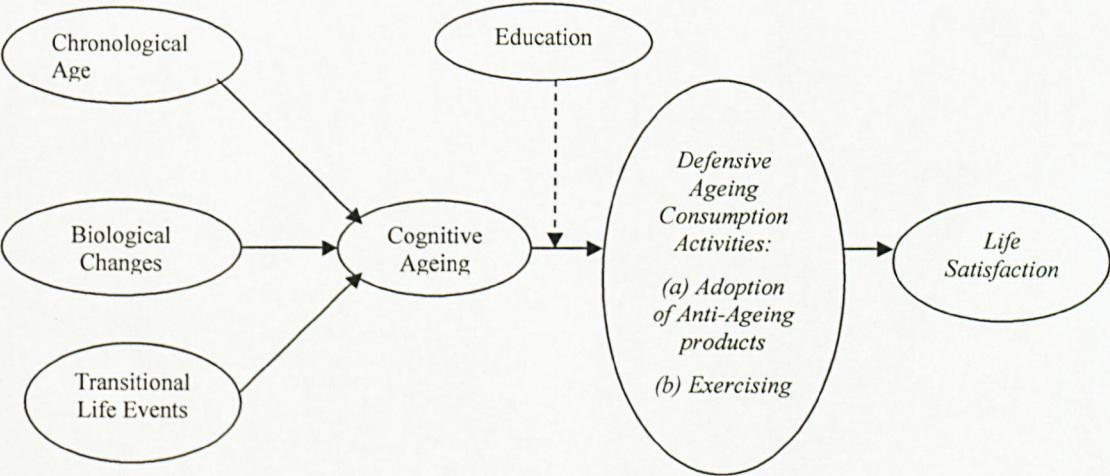 Chronological
Age
Education
Biological
Changes
Cognitive
Ageing
Transitional
Life Events
Defensive
Ageing
Consumption
Activities:
(a) Adoption
of Anti-Ageing
products
(b) Exercising
Life
Satisfaction